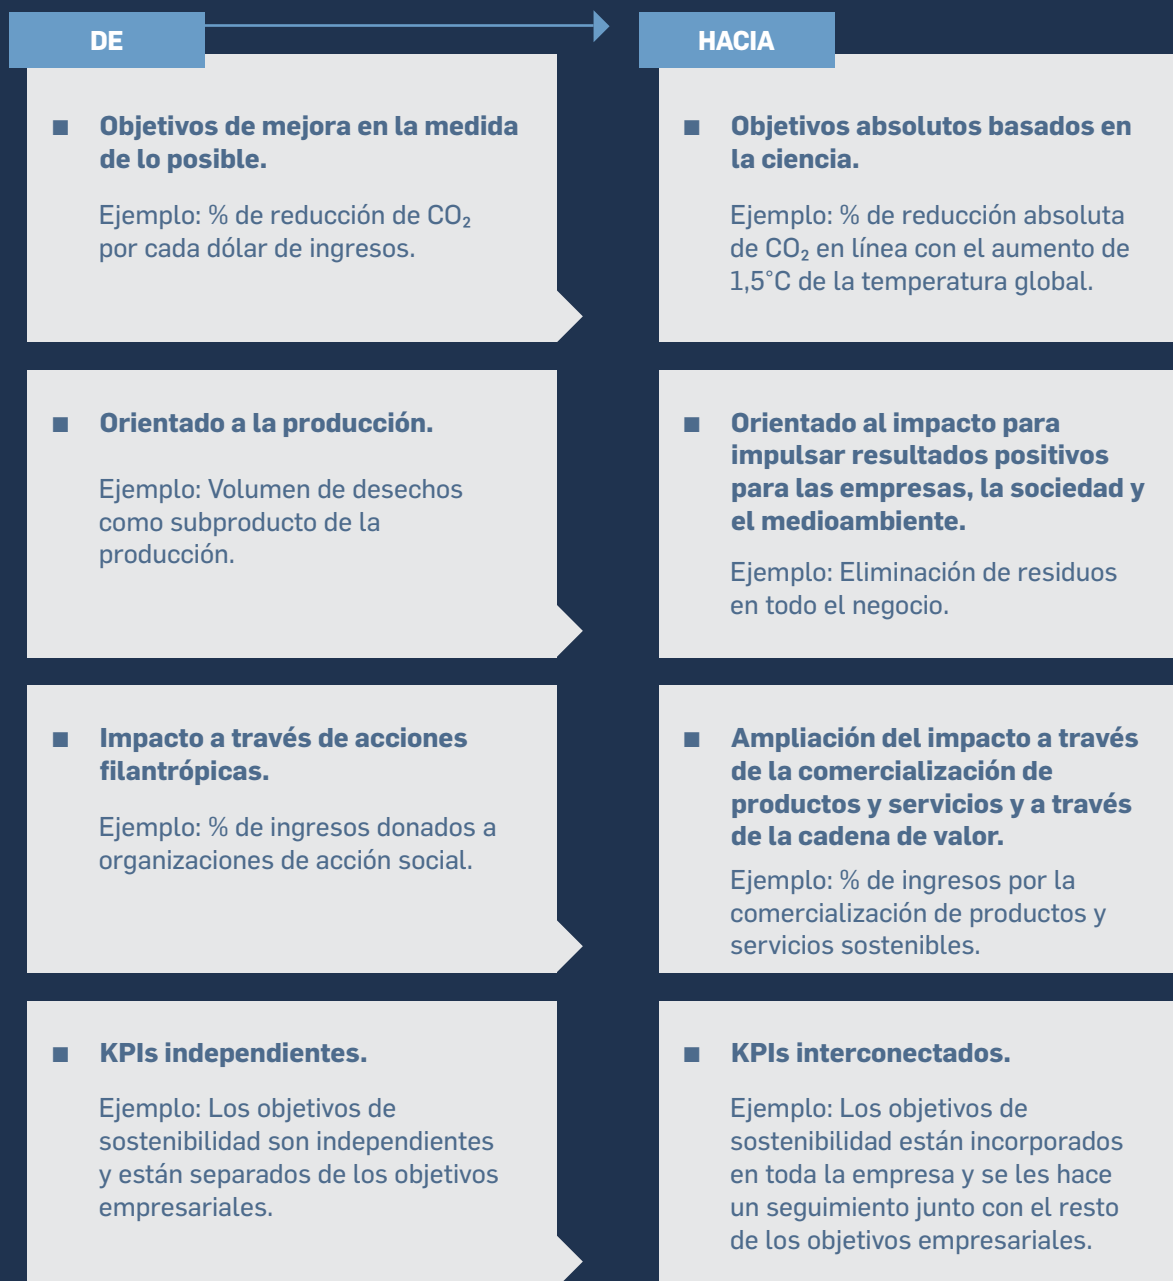 DE
HACIA
■ Objetivos de mejora en la medida
de lo posible.
Ejemplo: % de reducción de CO₂
por cada dólar de ingresos.
■ Objetivos absolutos basados en
la ciencia.
Ejemplo: % de reducción absoluta
de CO₂ en línea con el aumento de
1,5°C de la temperatura global.
■ Orientado a la producción.
Ejemplo: Volumen de desechos
como subproducto de la
producción.
■ Orientado al impacto para
impulsar resultados positivos
para las empresas, la sociedad y
el medioambiente.
Ejemplo: Eliminación de residuos
en todo el negocio.
■ Impacto a través de acciones
filantrópicas.
Ejemplo: % de ingresos donados a
organizaciones de acción social.
■ Ampliación del impacto a través
de la comercialización de
productos y servicios y a través
de la cadena de valor.
Ejemplo: % de ingresos por la
comercialización de productos y
servicios sostenibles.
■ KPIs independientes.
Ejemplo: Los objetivos de
sostenibilidad son independientes
y están separados de los objetivos
empresariales.
■ KPIs interconectados.
Ejemplo: Los objetivos de
sostenibilidad están incorporados
en toda la empresa y se les hace
un seguimiento junto con el resto
de los objetivos empresariales.